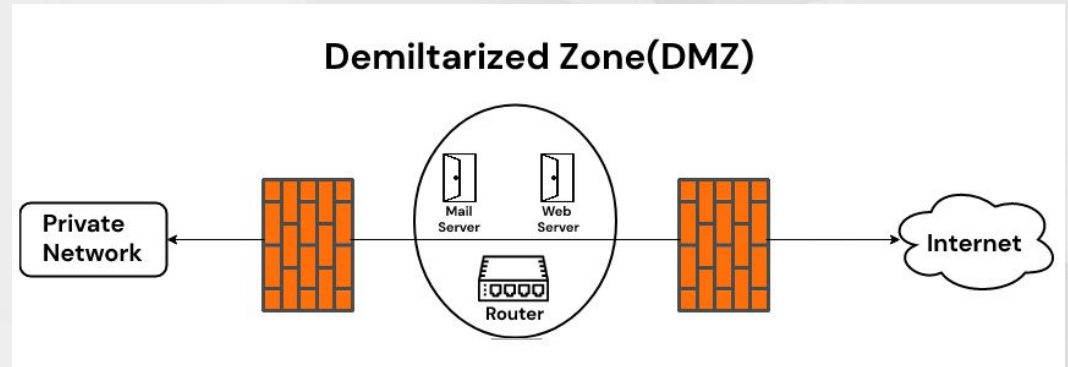 Demiltarized Zone(DMZ)
Private
Network
Mail
Server
Web
Server
Router
Internet